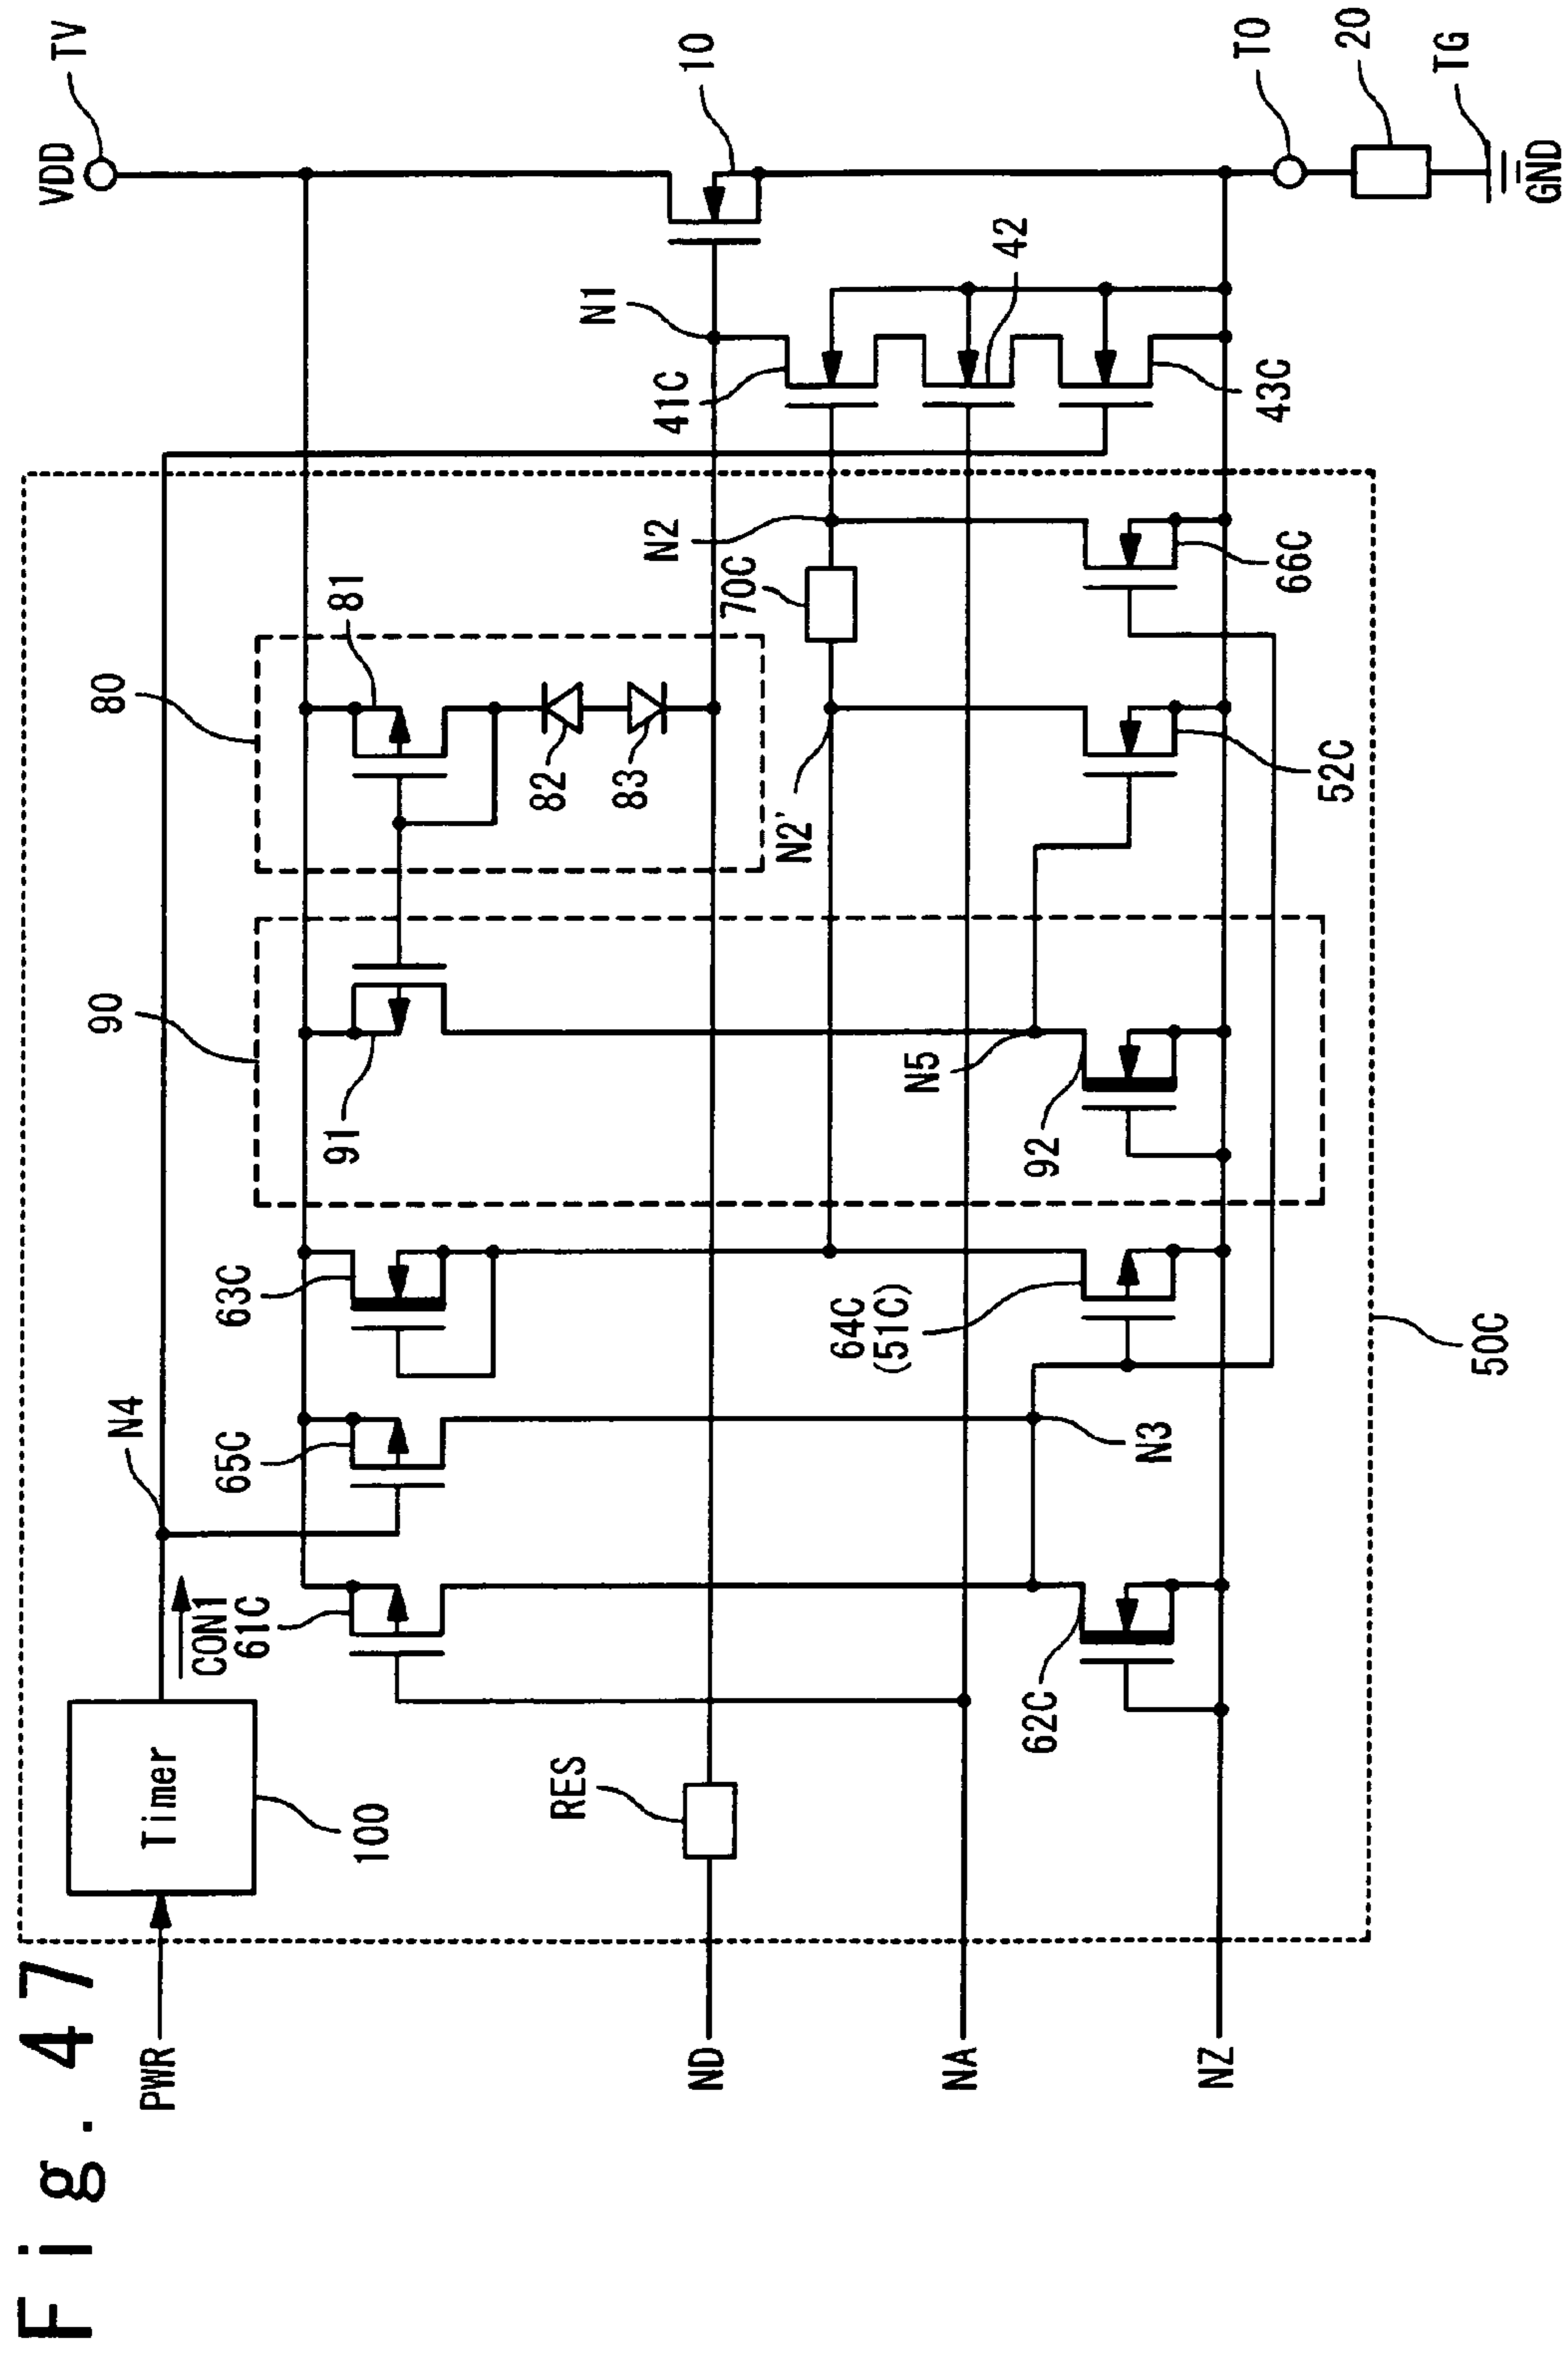 Fig. 47
VDD
TV
PWR
Timer
100
CON1
N4
61C
65C
63C
90
91
80
81
82
83
N1
10
ND
RES
70C
N2
N2'
41C
42
43C
NA
62C
N3
64C
(51C)
N5
92
52C
66C
NZ
50C
TO
20
TG
GND